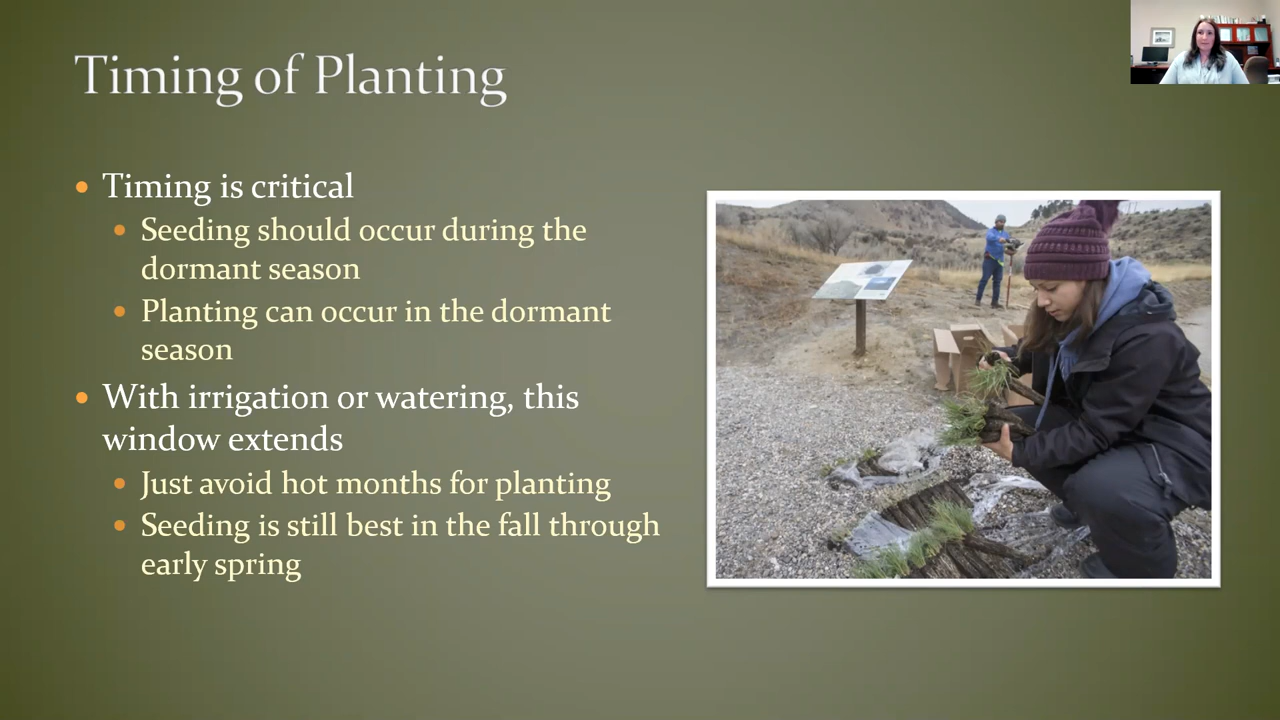 Timing of Planting
Timing is critical
Seeding should occur during the
dormant season
Planting can occur in the dormant
season
With irrigation or watering, this
window extends
Just avoid hot months for planting
Seeding is still best in the fall through
early spring